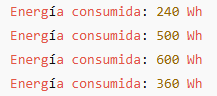 Energía consumida: 240 Wh
Energía consumida: 500 Wh
Energía consumida: 600 Wh
Energía consumida: 360 Wh